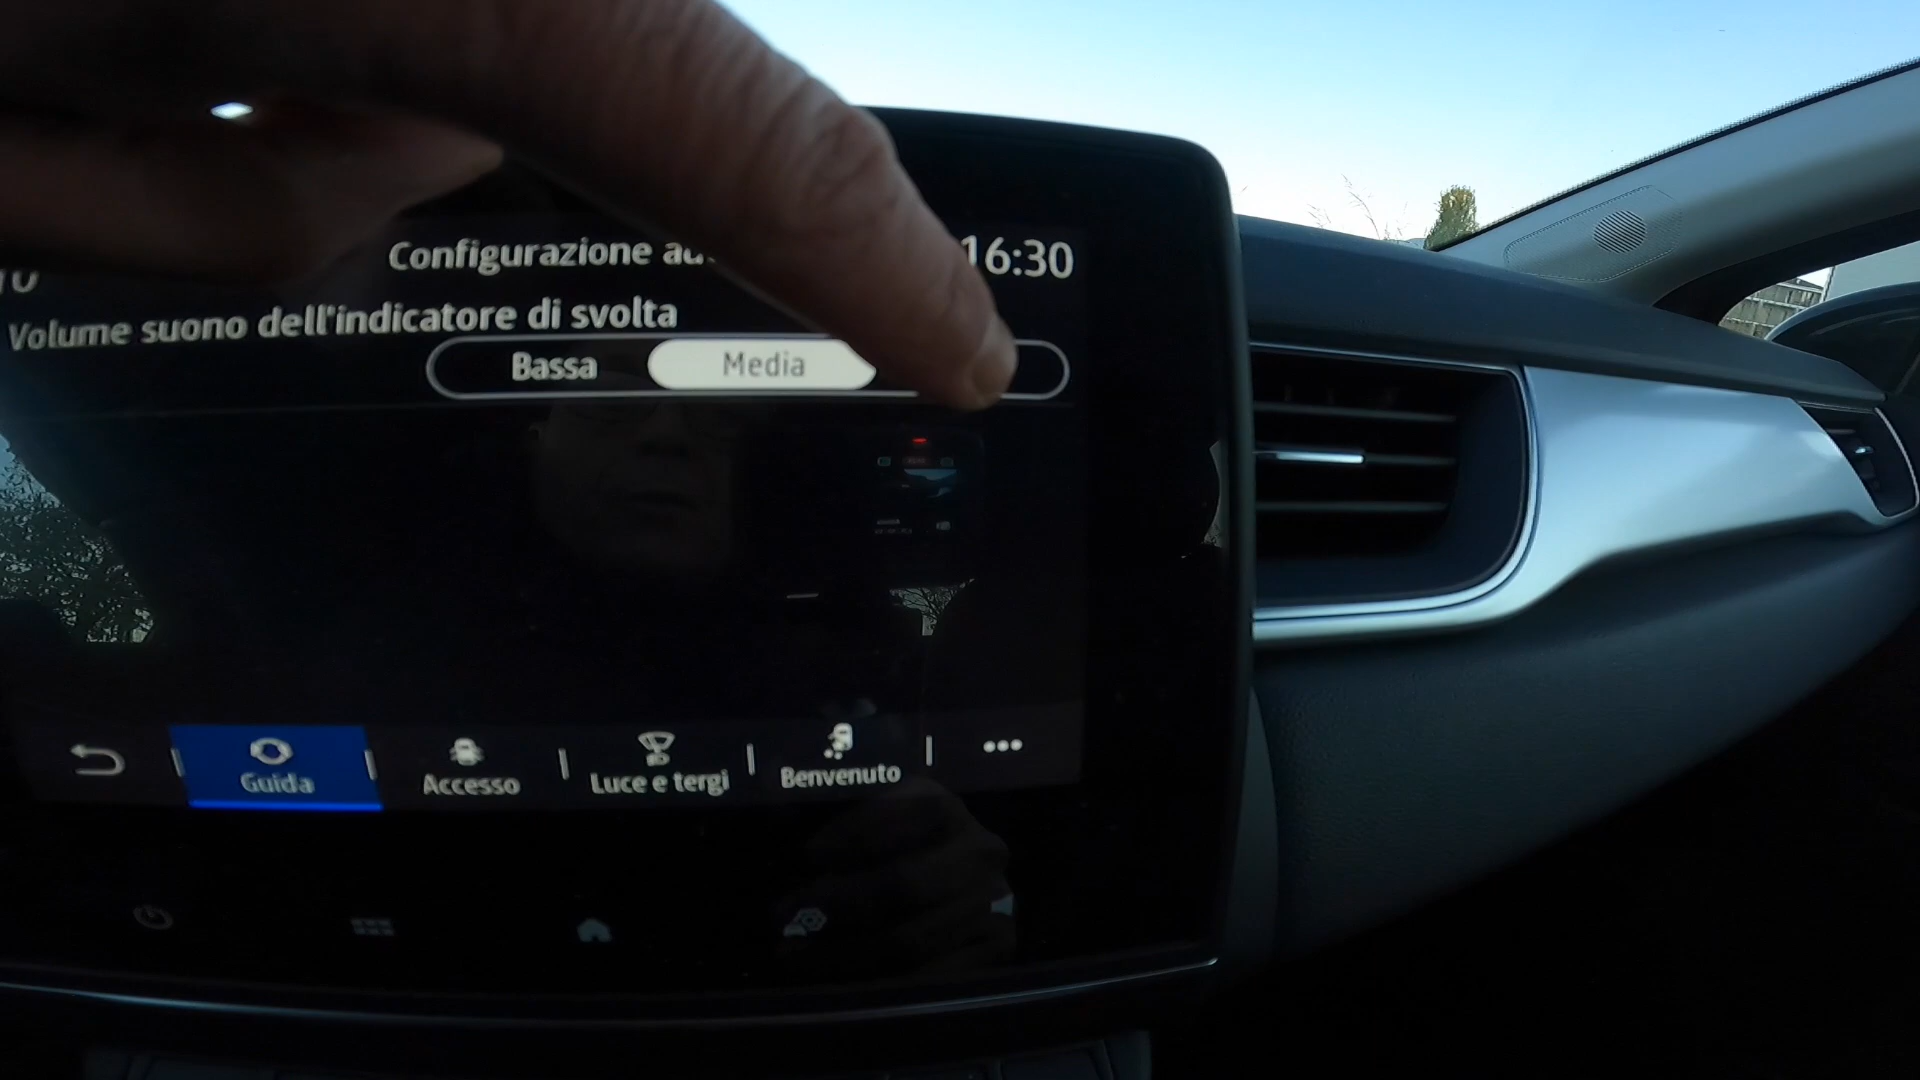 Configurazione
16:30
Volume suono dell'indicatore di svolta
Bassa
Media
Guida
Accesso
Luce e tergi
Benvenuto